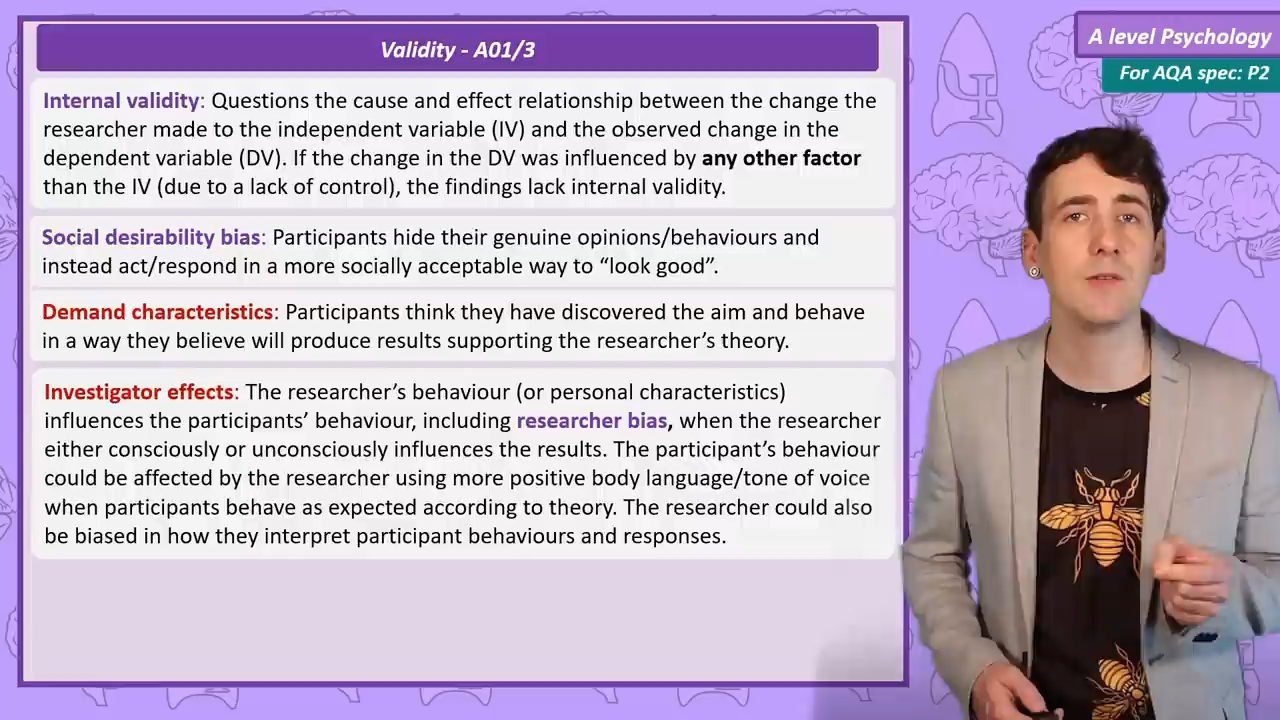 Validity - A01/3
A level Psychology
For AQA spec: P2
Internal validity: Questions the cause and effect relationship between the change the
researcher made to the independent variable (IV) and the observed change in the
dependent variable (DV). If the change in the DV was influenced by any other factor
than the IV (due to a lack of control), the findings lack internal validity.
Social desirability bias: Participants hide their genuine opinions/behaviours and
instead act/respond in a more socially acceptable way to “look good”.
Demand characteristics: Participants think they have discovered the aim and behave
in a way they believe will produce results supporting the researcher’s theory.
Investigator effects: The researcher’s behaviour (or personal characteristics)
influences the participants’ behaviour, including researcher bias, when the researcher
either consciously or unconsciously influences the results. The participant’s behaviour
could be affected by the researcher using more positive body language/tone of voice
when participants behave as expected according to theory. The researcher could also
be biased in how they interpret participant behaviours and responses.